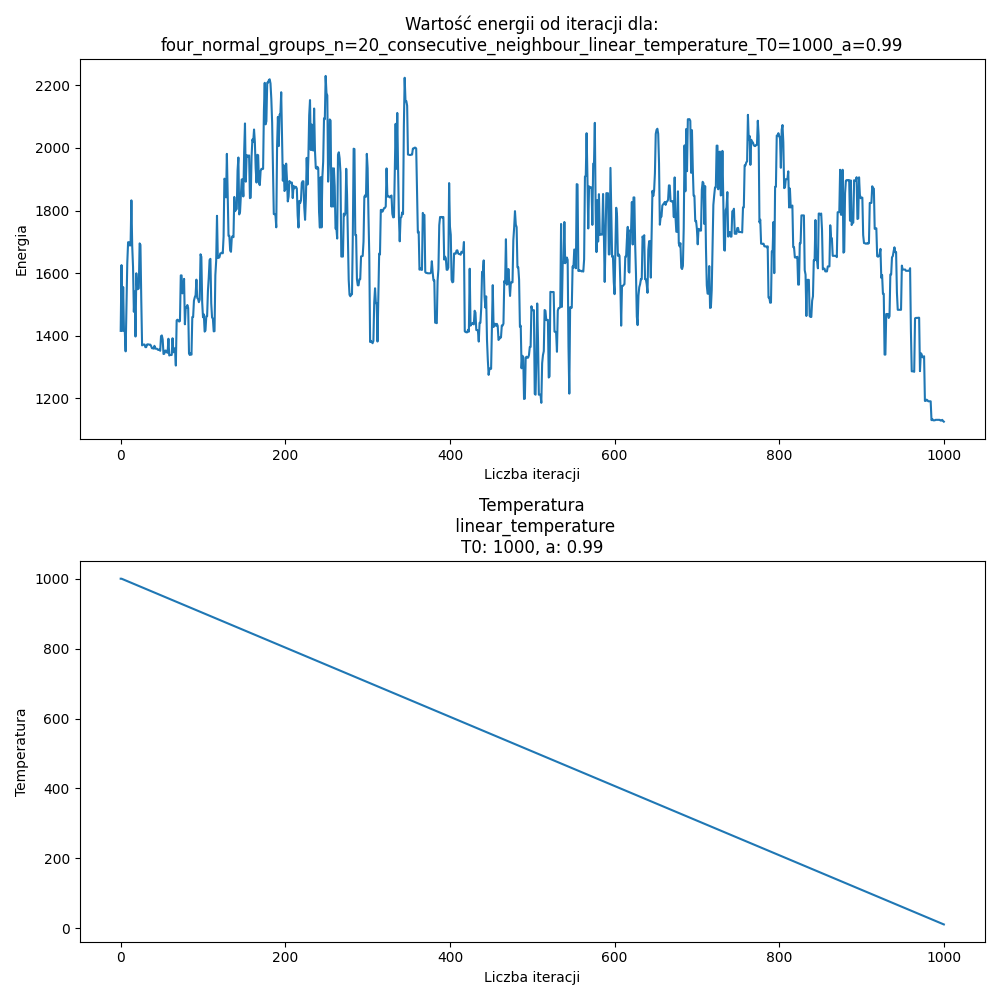 Wartość energii od iteracji dla:
four_normal_groups_n=20_consecutive_neighbour_linear_temperature_T0=1000_a=0.99
2200
2000
1800
1600
1400
1200
Energia
0 200 400 600 800 1000
Liczba iteracji
Temperatura
linear_temperature
T0: 1000, a: 0.99
1000
800
600
400
200
0
Temperatura
0 200 400 600 800 1000
Liczba iteracji